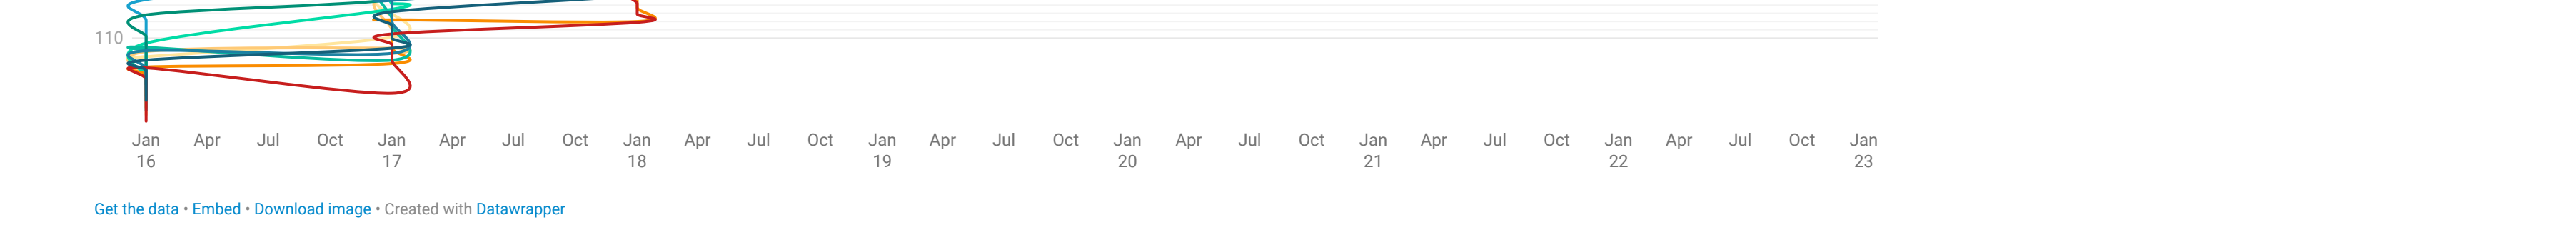 110
Jan Apr Jul Oct Jan Apr Jul Oct Jan Apr Jul Oct Jan Apr Jul Oct Jan Apr Jul Oct Jan Apr Jul Oct Jan Apr Jul Oct Jan
16 17 18 19 20 21 22 23
Get the data • Embed • Download image • Created with Datawrapper